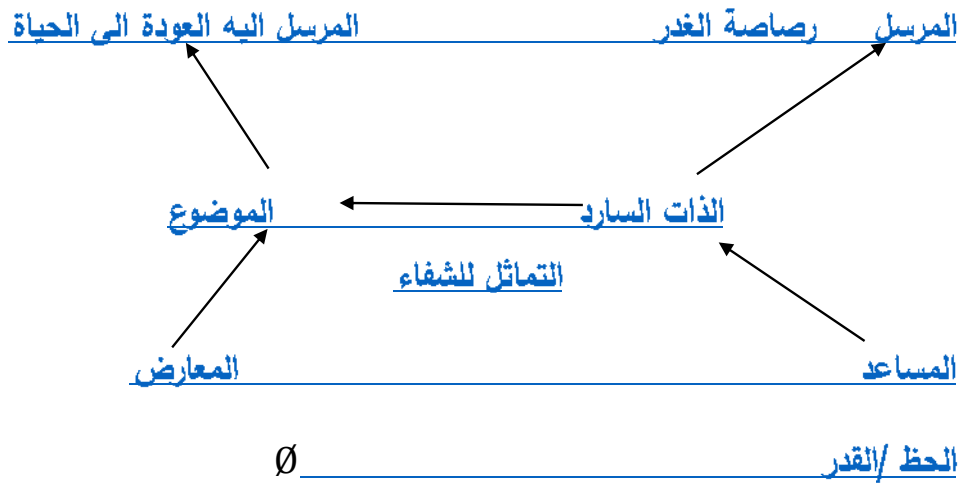 المرسل رصاصة الغدر المرسل اليه العودة الى الحياة
الذات السارد الموضوع
التماثل للشفاء
المساعد المعارض
الحظ /القدر Ø